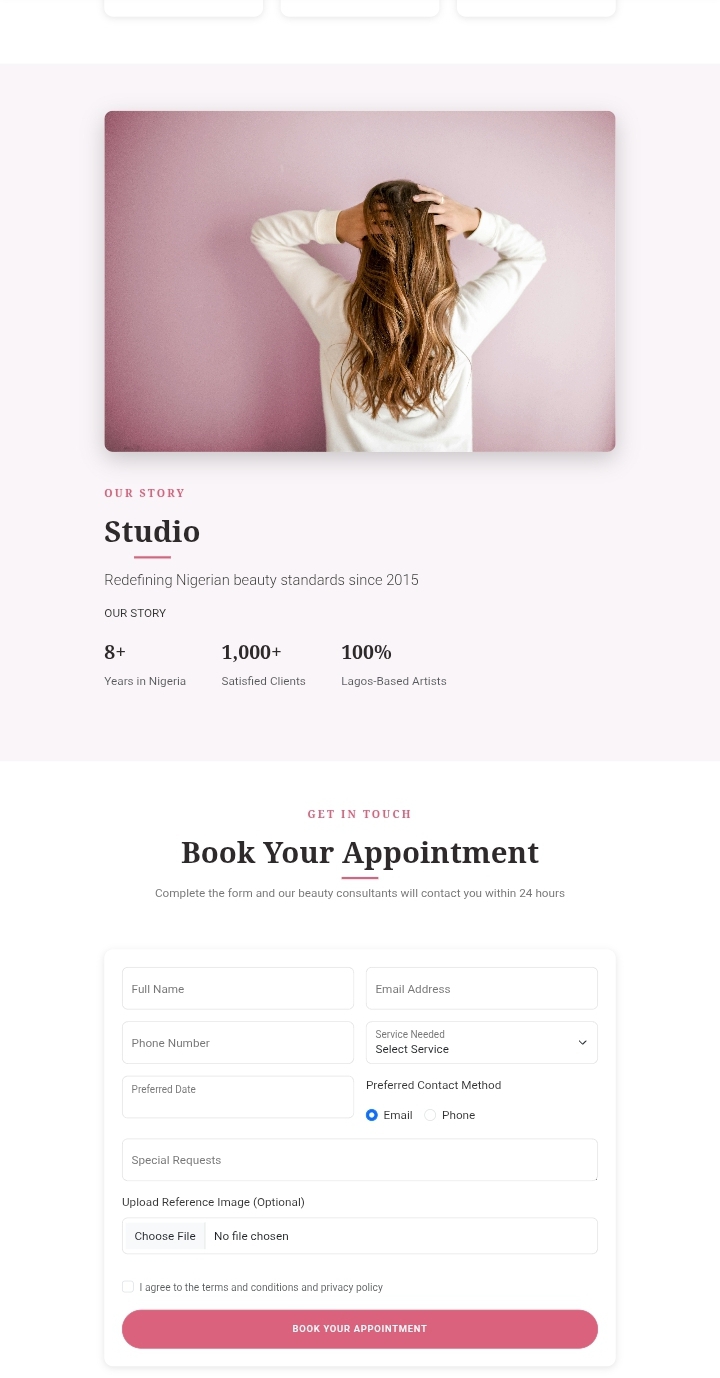 OUR STORY
Studio
Redefining Nigerian beauty standards since 2015
OUR STORY
8+ 1,000+ 100%
Years in Nigeria Satisfied Clients Lagos-Based Artists
GET IN TOUCH
Book Your Appointment
Complete the form and our beauty consultants will contact you within 24 hours
Full Name Email Address
Phone Number Service Needed
Select Service
Preferred Date Preferred Contact Method
Email Phone
Special Requests
Upload Reference Image (Optional)
Choose File No file chosen
I agree to the terms and conditions and privacy policy
BOOK YOUR APPOINTMENT